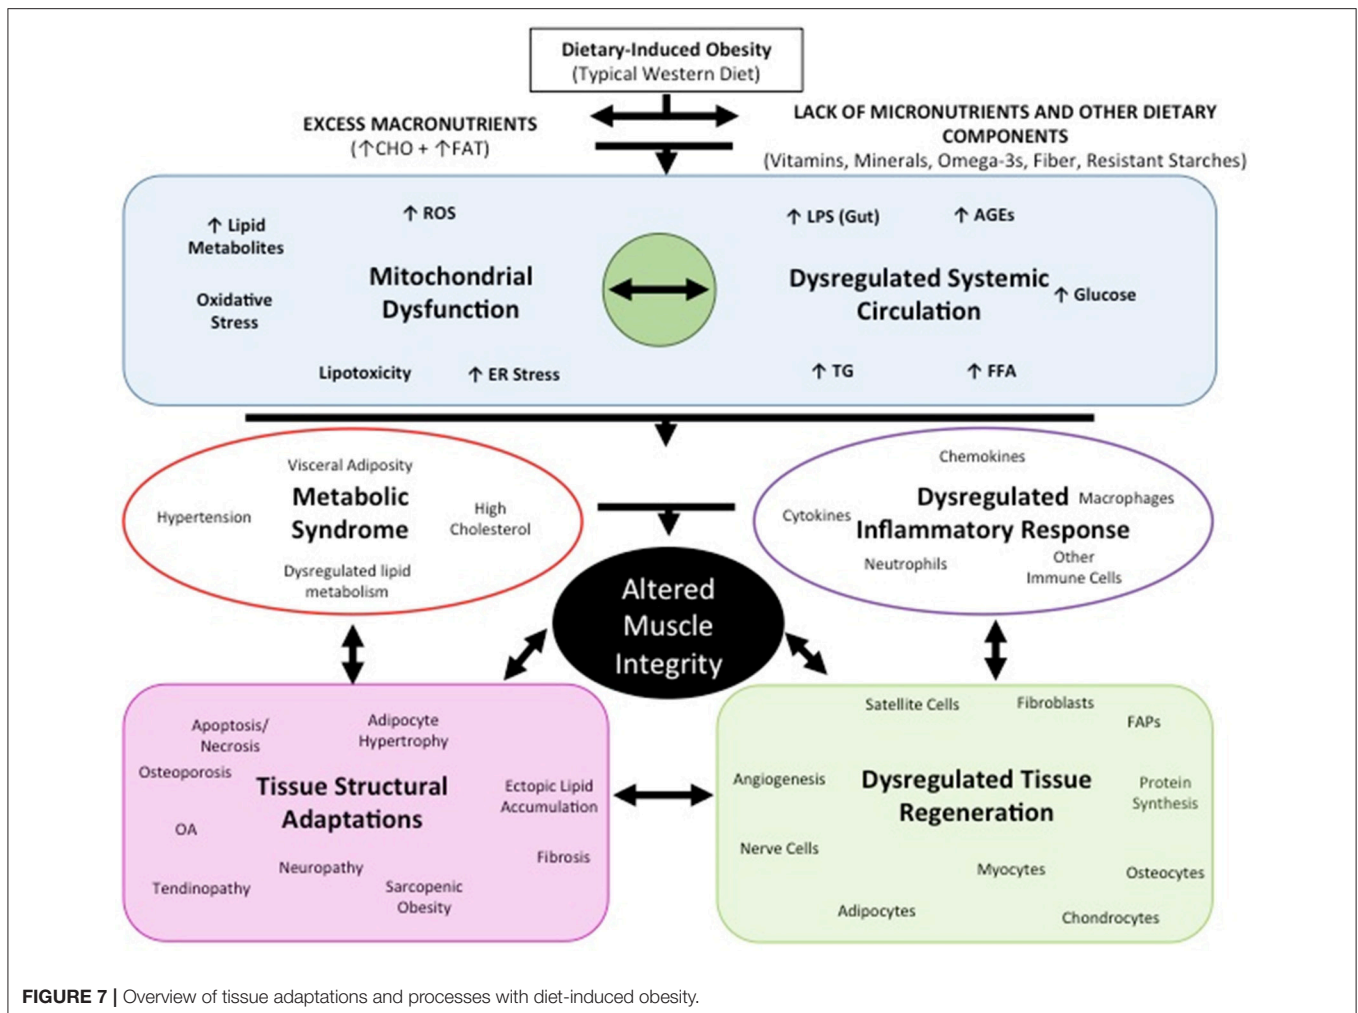 Dietary-Induced Obesity
(Typical Western Diet)
EXCESS MACRONUTRIENTS
(↑CHO + ↑FAT)
LACK OF MICRONUTRIENTS AND OTHER DIETARY
COMPONENTS
(Vitamins, Minerals, Omega-3s, Fiber, Resistant Starches)
↑ Lipid
Metabolites
↑ ROS
Oxidative
Stress
Mitochondrial
Dysfunction
Lipotoxicity
↑ ER Stress
↑ LPS (Gut)
↑ AGEs
Dysregulated Systemic
Circulation
↑ Glucose
↑ TG
↑ FFA
Visceral Adiposity
Hypertension
Metabolic
Syndrome
High
Cholesterol
Dysregulated lipid
metabolism
Chemokines
Cytokines
Dysregulated
Inflammatory Response
Macrophages
Neutrophils
Other
Immune Cells
Altered
Muscle
Integrity
Apoptosis/
Necrosis
Adipocyte
Hypertrophy
Osteoporosis
Tissue Structural
Adaptations
Ectopic Lipid
Accumulation
OA
Neuropathy
Fibrosis
Tendinopathy
Sarcopenic
Obesity
Satellite Cells
Fibroblasts
FAPs
Angiogenesis
Dysregulated Tissue
Regeneration
Protein
Synthesis
Nerve Cells
Myocytes
Osteocytes
Adipocytes
Chondrocytes
FIGURE 7 | Overview of tissue adaptations and processes with diet-induced obesity.